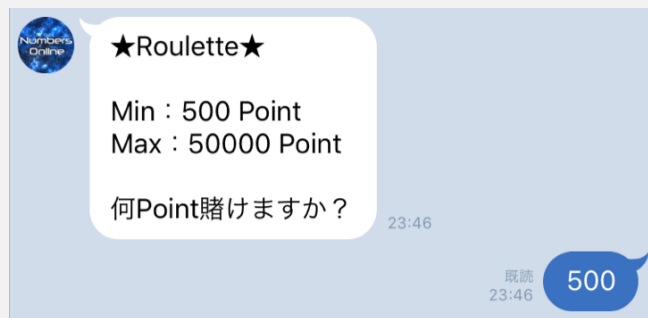 Numbers
Online
★Roulette★
Min：500 Point
Max：50000 Point
何Point賭けますか？
23:46
既読
23:46
500